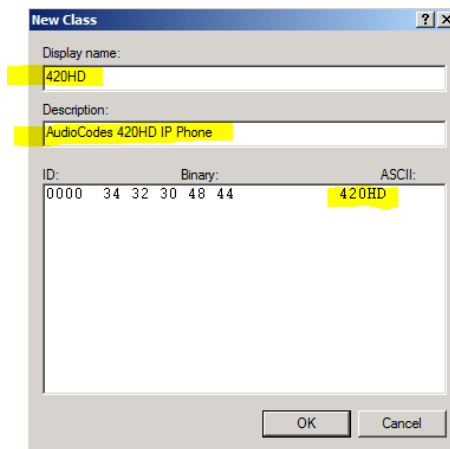 New Class
Display name:
420HD
Description:
AudioCodes 420HD IP Phone
ID: Binary: ASCII:
0000 34 32 30 48 44 420HD
OK Cancel